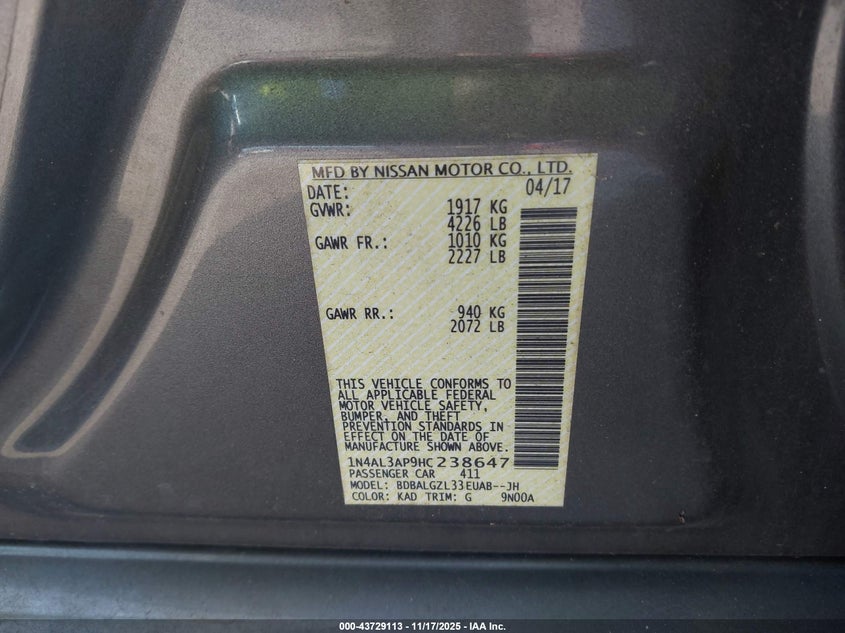 MFD BY NISSAN MOTOR CO., LTD.
DATE: 04/17
GVWR: 1917 KG
4226 LB
GAWR FR.: 1010 KG
2227 LB
GAWR RR.: 940 KG
2072 LB
THIS VEHICLE CONFORMS TO
ALL APPLICABLE FEDERAL
MOTOR VEHICLE SAFETY,
BUMPER, AND THEFT
PREVENTION STANDARDS IN
EFFECT ON THE DATE OF
MANUFACTURE SHOWN ABOVE.
1N4AL3AP9HC238647
PASSENGER CAR 411
MODEL: BDBALGZL33EUAB--JH
COLOR: KAD TRIM: G 9N00A
000-43729113 - 11/17/2025 - IAA Inc.